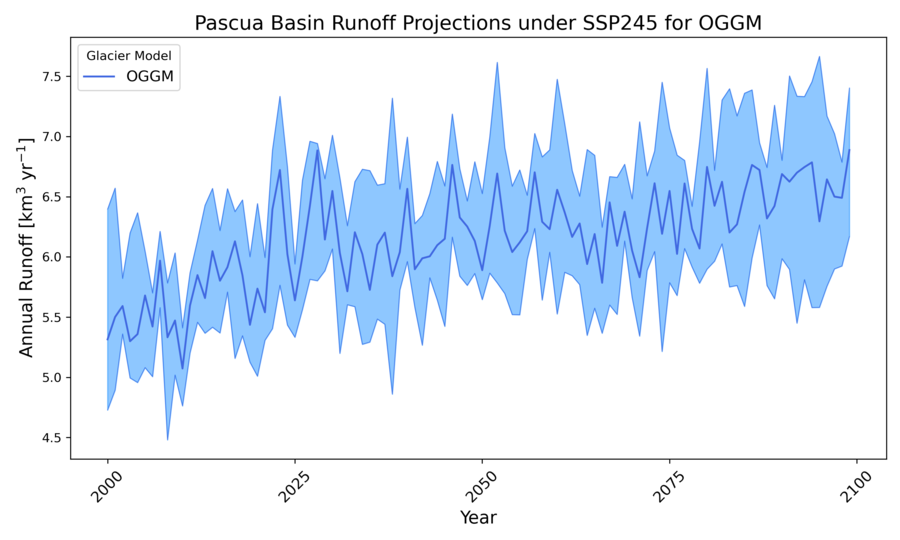 Pascua Basin Runoff Projections under SSP245 for OGGM
Glacier Model
OGGM
Annual Runoff [km³ yr⁻¹]
7.5
7.0
6.5
6.0
5.5
5.0
4.5
2000
2025
2050
2075
2100
Year